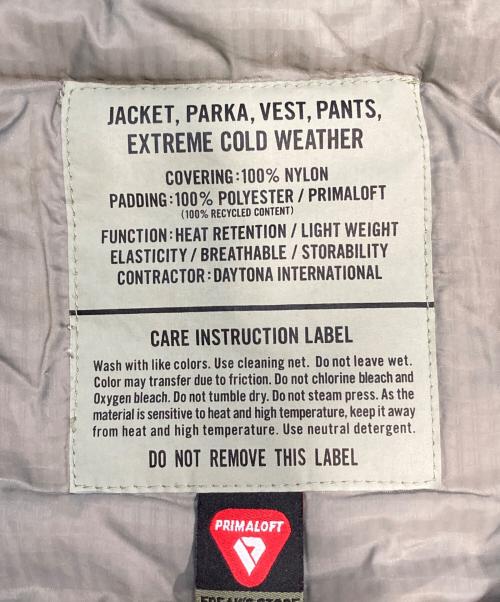 JACKET, PARKA, VEST, PANTS,
EXTREME COLD WEATHER
COVERING:100% NYLON
PADDING:100% POLYESTER / PRIMALOFT
(100% RECYCLED CONTENT)
FUNCTION:HEAT RETENTION / LIGHT WEIGHT
ELASTICITY / BREATHABLE / STORABILITY
CONTRACTOR:DAYTONA INTERNATIONAL
CARE INSTRUCTION LABEL
Wash with like colors. Use cleaning net. Do not leave wet.
Color may transfer due to friction. Do not chlorine bleach and
Oxygen bleach. Do not tumble dry. Do not steam press. As the
material is sensitive to heat and high temperature, keep it away
from heat and high temperature. Use neutral detergent.
DO NOT REMOVE THIS LABEL
PRIMALOFT
FREAK'S STORE